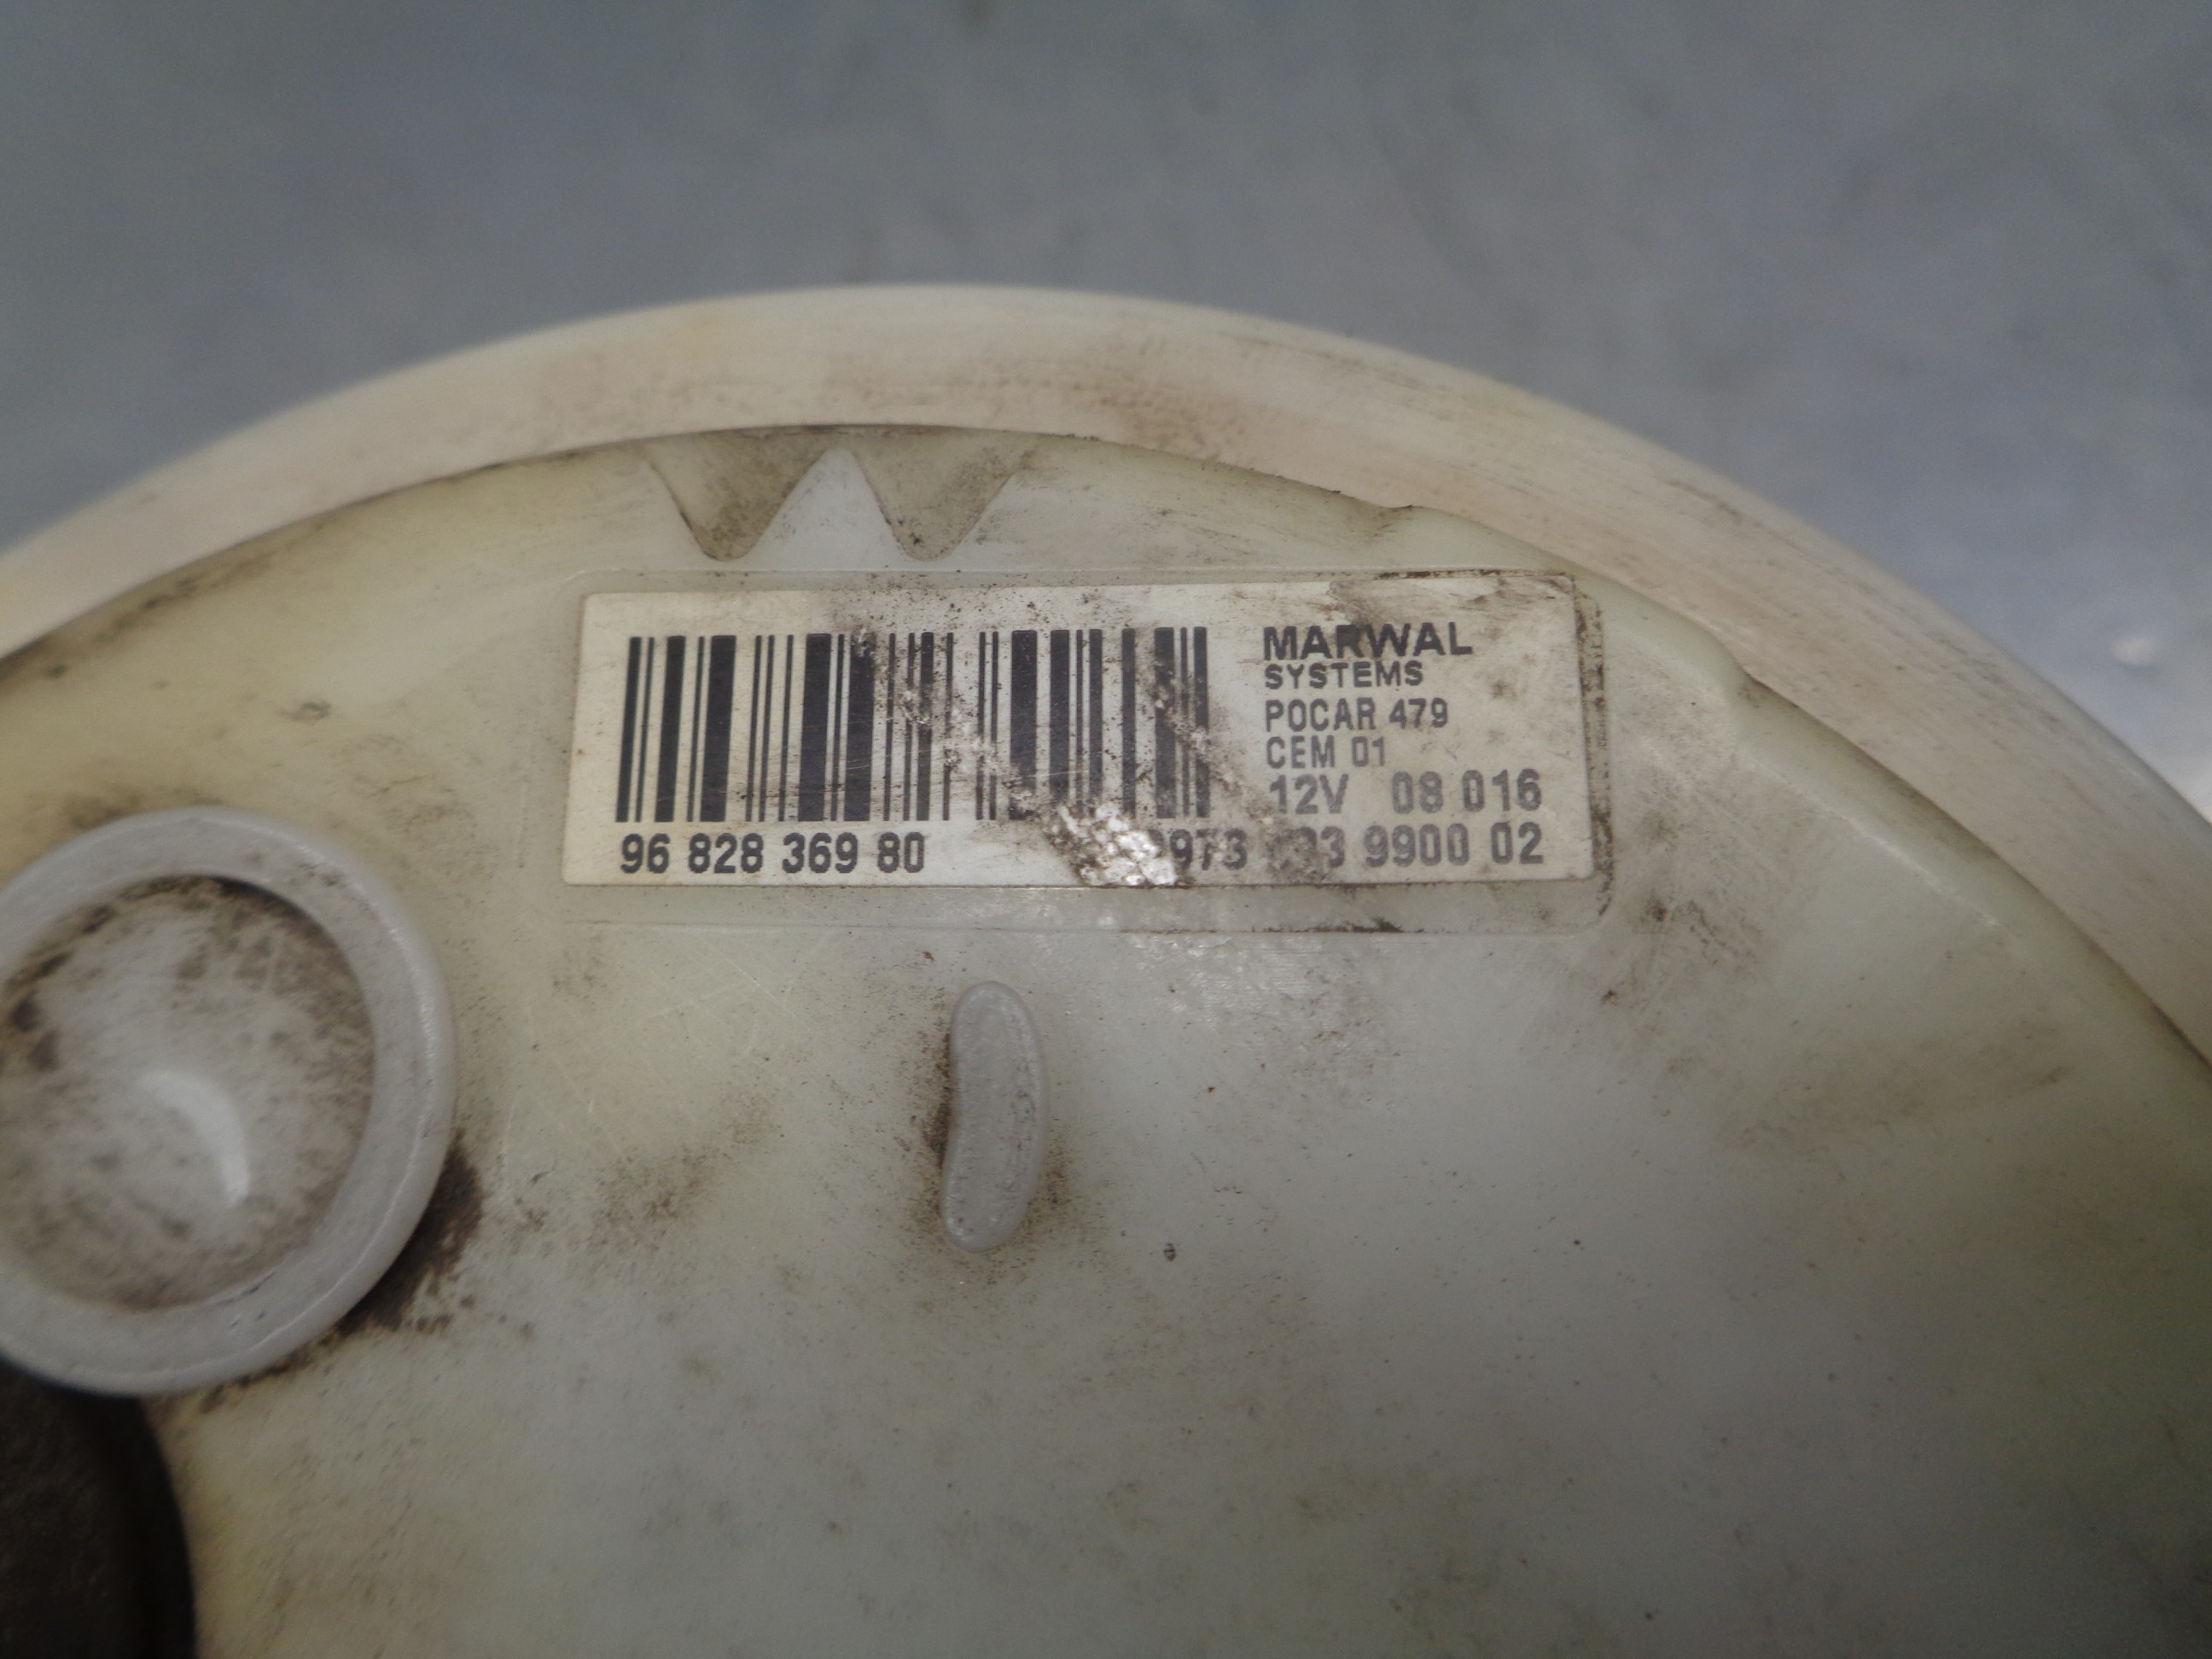 MARWAL
SYSTEMS
POCAR 479
CEM 01
12V 08 016
96 828 369 80 9900 02